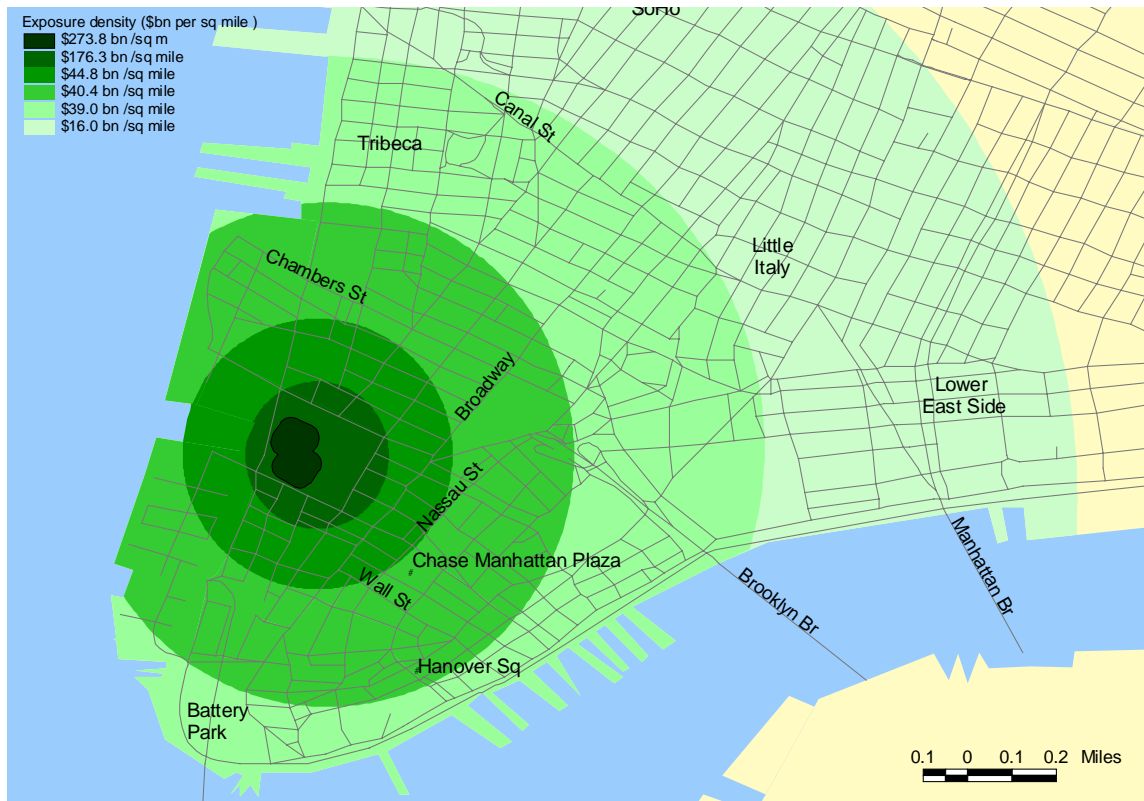 Exposure density ($bn per sq mile )
$273.8 bn /sq m
$176.3 bn /sq mile
$44.8 bn /sq mile
$40.4 bn /sq mile
$39.0 bn /sq mile
$16.0 bn /sq mile
SoHo
Canal St
Tribeca
Little
Italy
Chambers St
Broadway
Lower
East Side
Nassau St
Chase Manhattan Plaza
Wall St
Manhattan Br
Brooklyn Br
Hanover Sq
Battery
Park
0.1 0 0.1 0.2 Miles